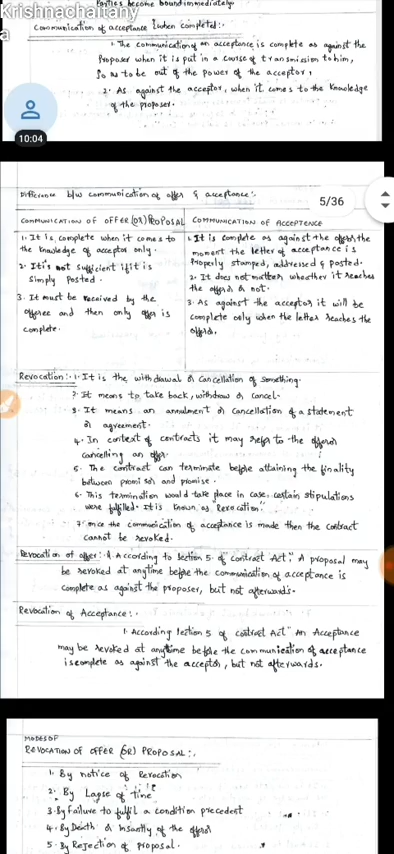 Parties become bound immediately.
Krishnachaitany
a
Communication of acceptance (when completed):-
1. The communication of an acceptance is complete as against the
Proposer when it is put in a course of transmission to him,
So as to be out of the power of the acceptor,
2. As against the acceptor, when it comes to the knowledge
of the proposer.
10:04
Difference b/w communication of offer & acceptance:-
5/36
COMMUNICATION OF OFFER (OR) PROPOSAL
1. It is complete when it comes to
the knowledge of acceptor only.
2. It is not sufficient if it is
simply posted.
3. It must be received by the
offeree and then only offer is
complete.
COMMUNICATION OF ACCEPTENCE
1. It is complete as against the offeror the
moment the letter of acceptance is
Properly stamped, addressed & posted.
2. It does not matter whether it reaches
the offeror or not.
3. As against the acceptor it will be
complete only when the letter reaches the
offeror.
Revocation:- 1. It is the withdrawal or cancellation of something.
2. It means to take back, withdraw or cancel.
3. It means an annulment or cancellation of a statement
or agreement.
4. In context of contracts it may refer to the offeror
cancelling an offer.
5. The contract can terminate before attaining the finality
between promisor and promise.
6. This termination would take place in case, certain stipulations
were fulfilled. It is known as Revocation.
7. once the communication of acceptance is made then the contract
cannot be revoked.
Revocation of offer:- 1. According to section 5 of contract Act" A proposal may
be revoked at anytime before the communication of acceptance is
complete as against the proposer, but not afterwards.
Revocation of Acceptance:-
1. According section 5 of contract Act" An Acceptance
may be revoked at anytime before the communication of acceptance
is complete as against the acceptor, but not afterwards.
MODES OF
REVOCATION OF OFFER (OR) PROPOSAL:-
1. By notice of Revocation
2. By Lapse of time
3. By failure to fulfil a condition precedent
4. By Death or Insanity of the offeror
5. By Rejection of proposal.